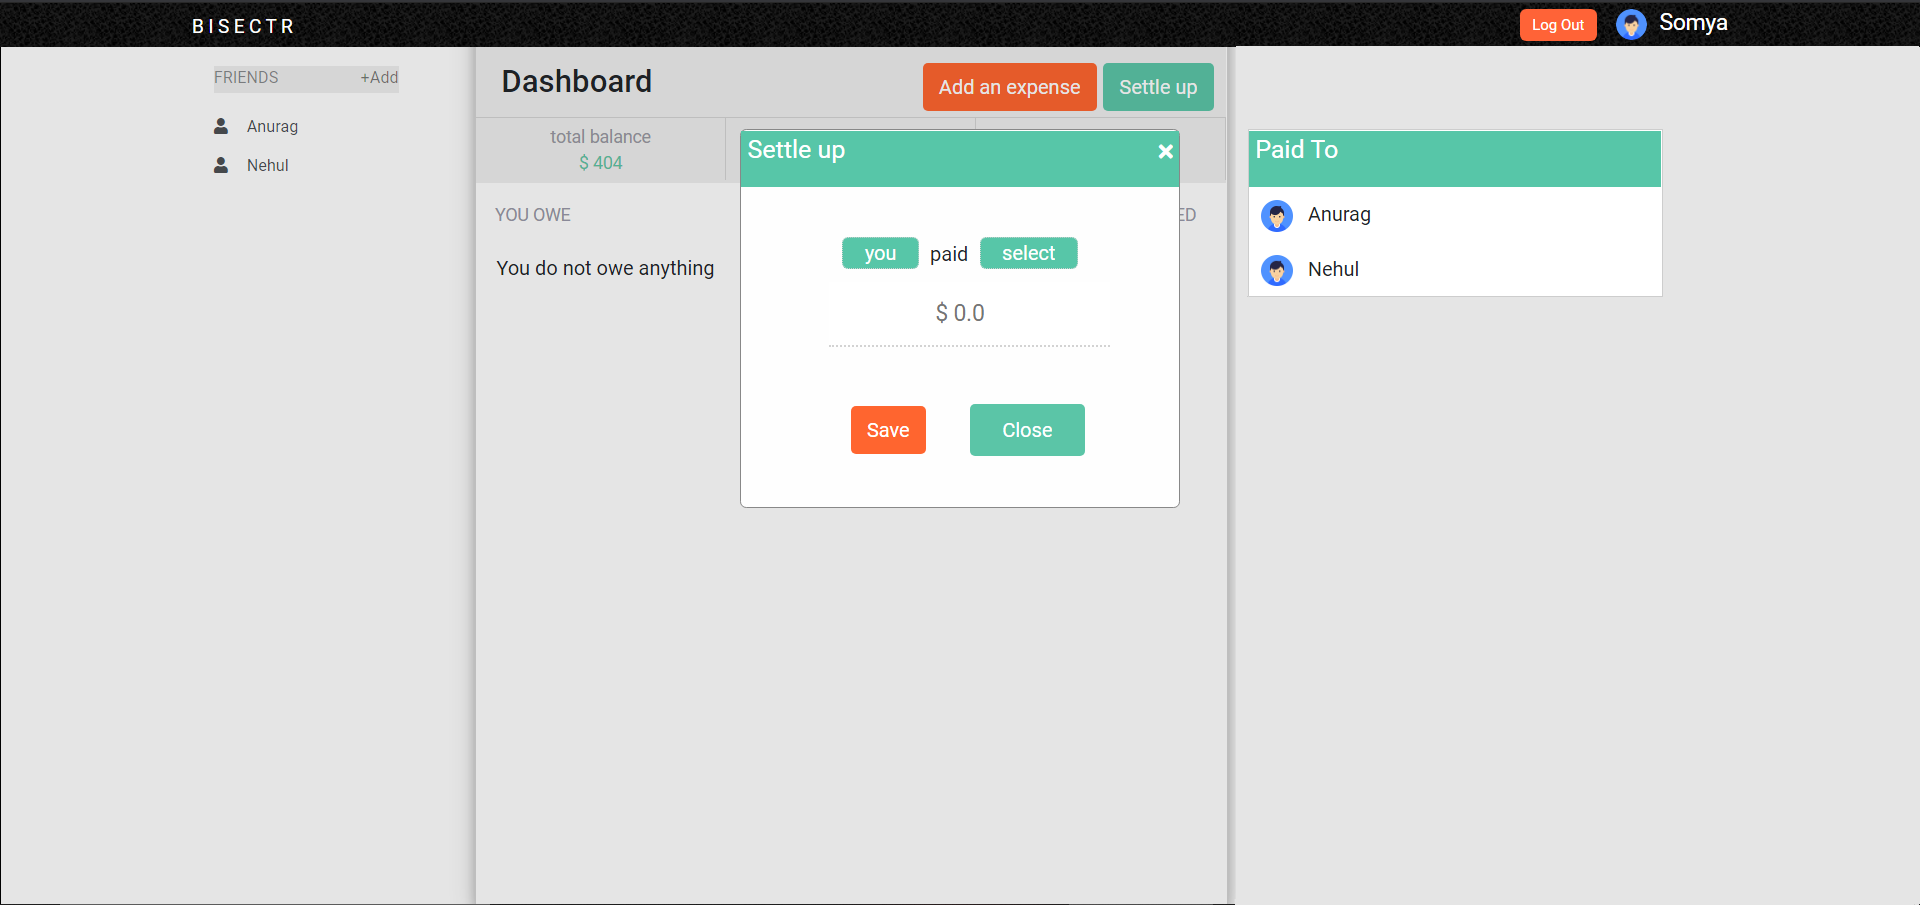 BISECTR
Log Out
Somya
FRIENDS
+Add
Anurag
Nehul
Dashboard
Add an expense
Settle up
total balance
$ 404
YOU OWE
You do not owe anything
Settle up
you paid select
$ 0.0
Save
Close
Paid To
Anurag
Nehul